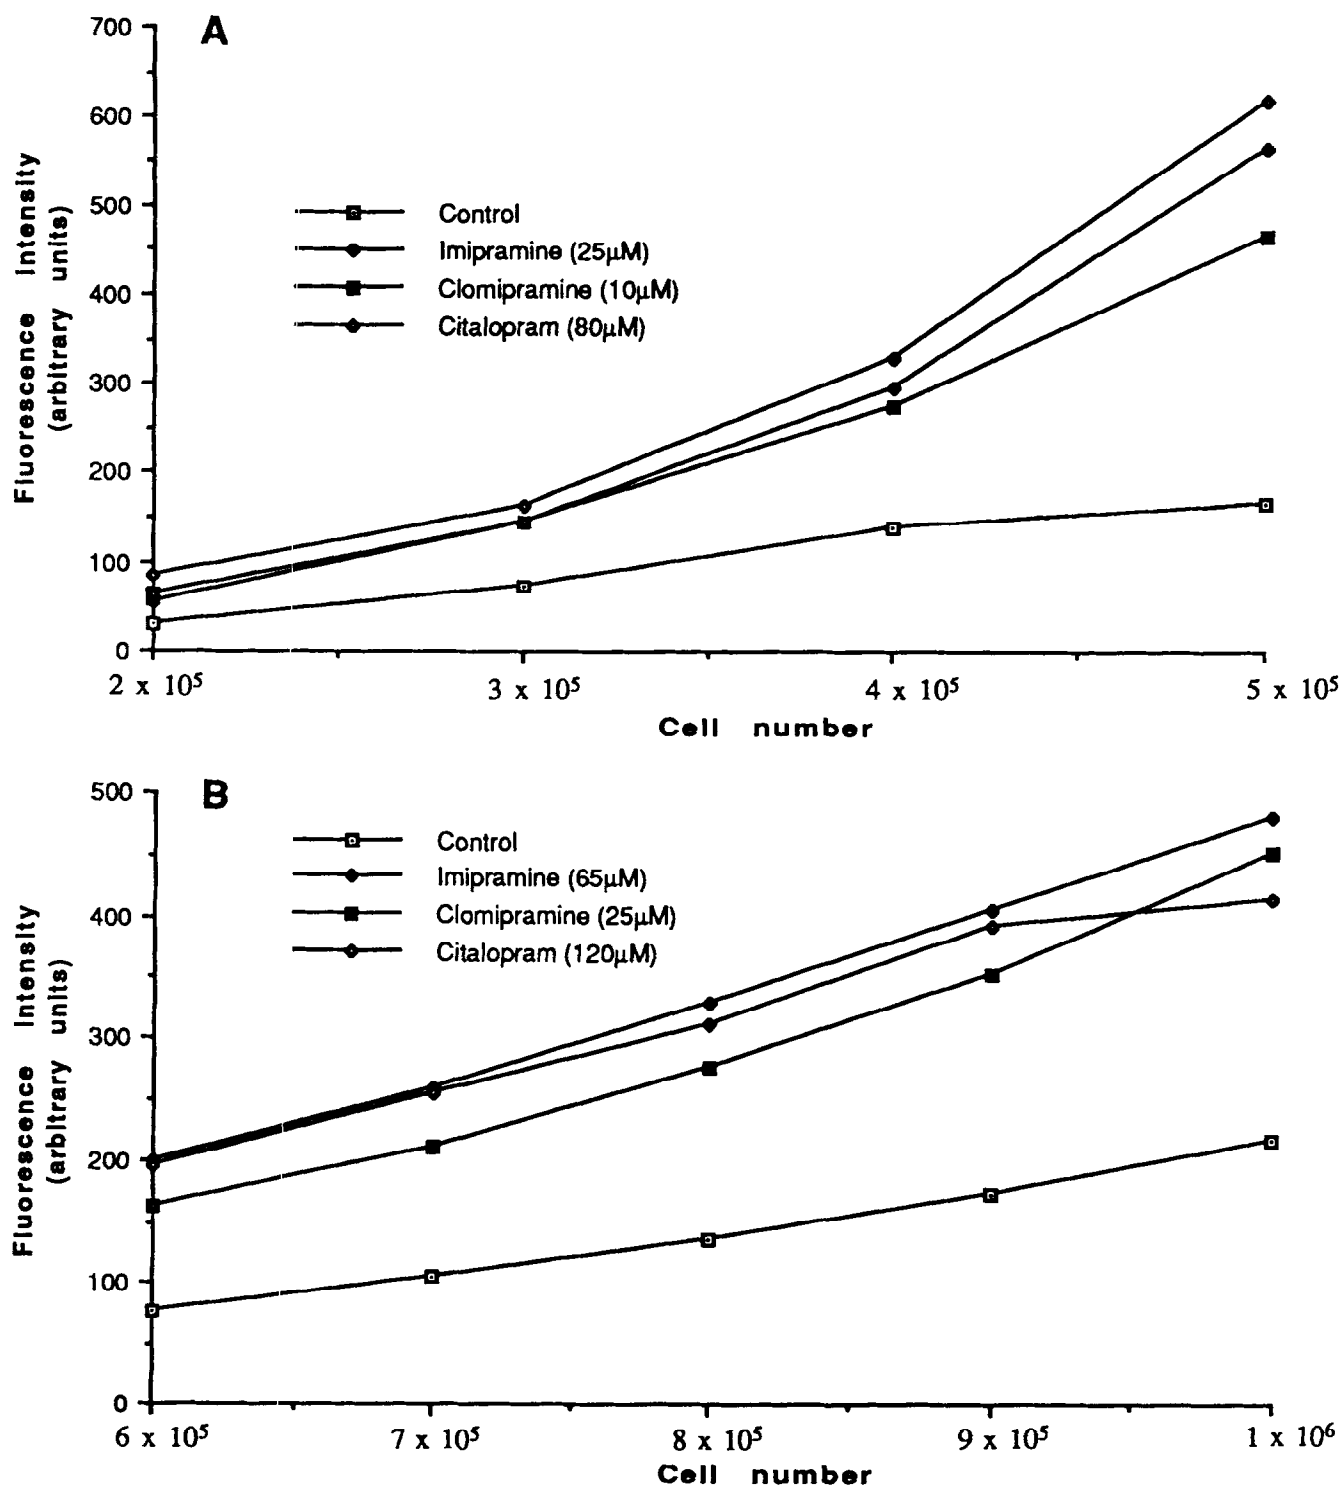 A
700
600
500
400
300
200
100
0
Fluorescence Intensity
(arbitrary units)
Control
Imipramine (25µM)
Clomipramine (10µM)
Citalopram (80µM)
2 x 10⁵ 3 x 10⁵ 4 x 10⁵ 5 x 10⁵
Cell number
B
500
400
300
200
100
0
Fluorescence Intensity
(arbitrary units)
Control
Imipramine (65µM)
Clomipramine (25µM)
Citalopram (120µM)
6 x 10⁵ 7 x 10⁵ 8 x 10⁵ 9 x 10⁵ 1 x 10⁶
Cell number